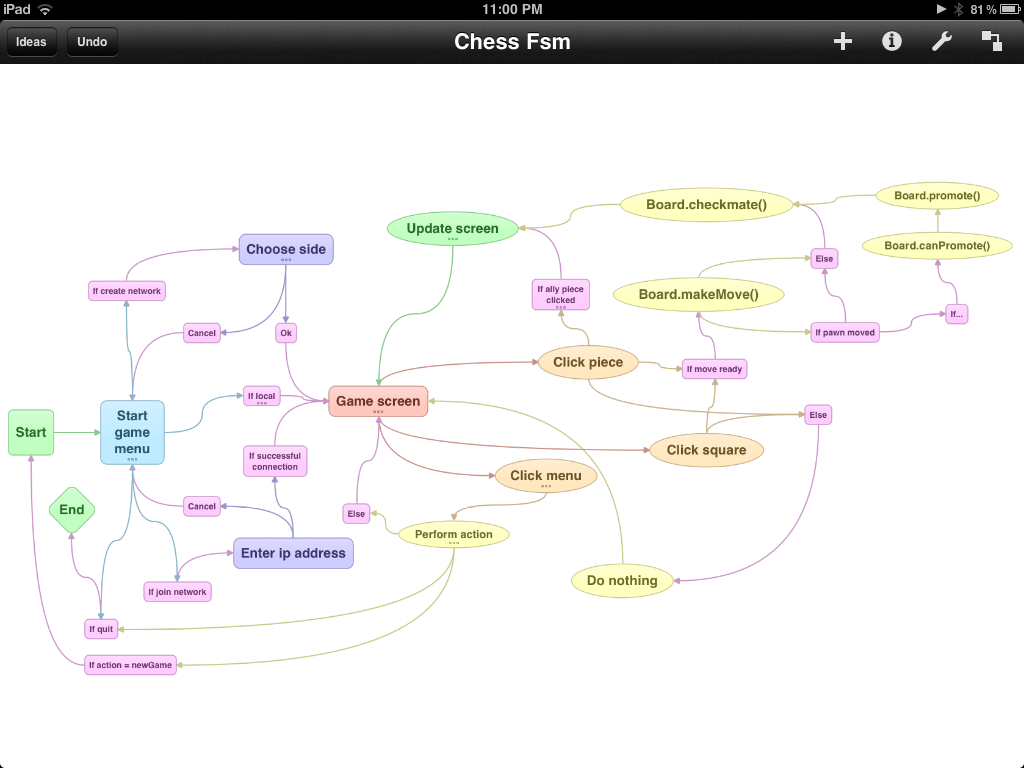 iPad
11:00 PM
81%
Ideas
Undo
Chess Fsm
Board.promote()
Board.checkmate()
Update screen
Choose side
Board.canPromote()
Else
If create network
If ally piece
clicked
Board.makeMove()
If...
Cancel
Ok
If pawn moved
Click piece
If move ready
If local
Game screen
Start
game
menu
Else
Start
Click square
If successful
connection
Click menu
Cancel
End
Else
Perform action
Enter ip address
Do nothing
If join network
If quit
If action = newGame